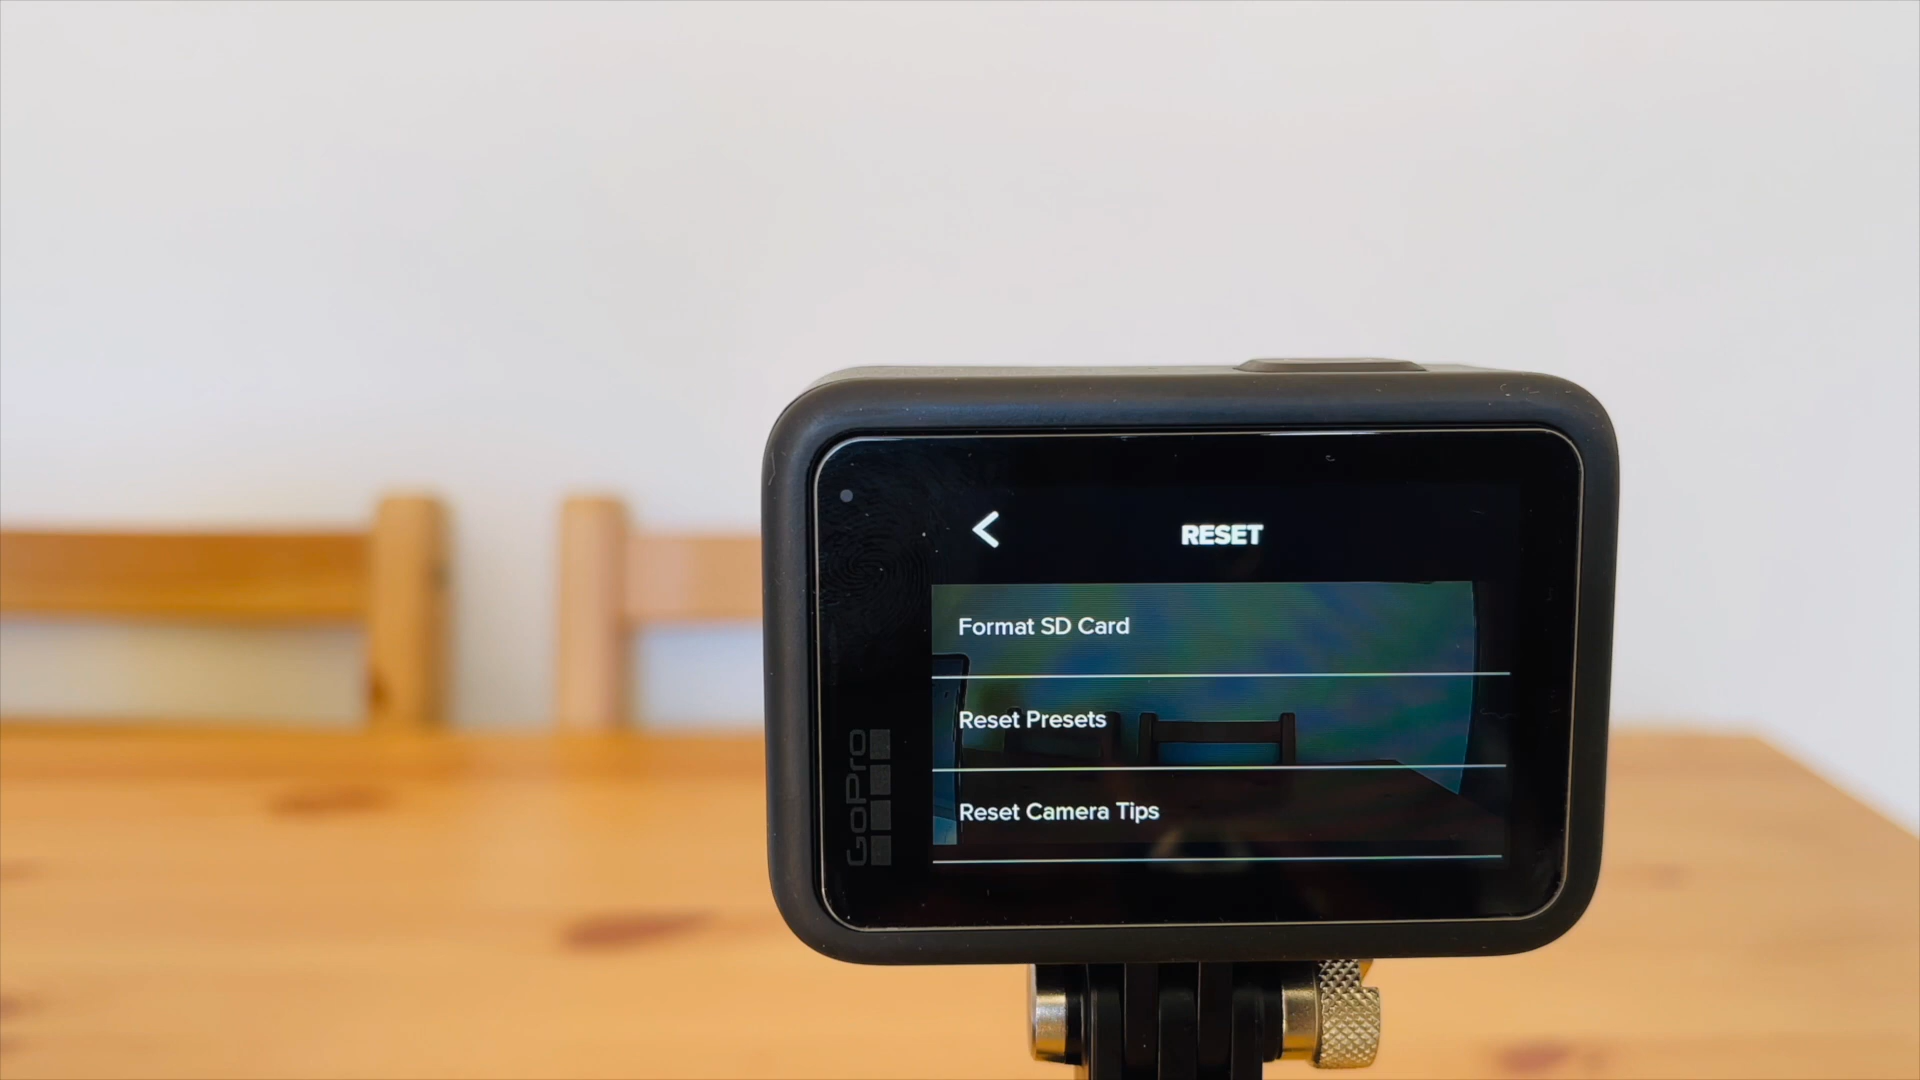 RESET
Format SD Card
Reset Presets
Reset Camera Tips
GoPro